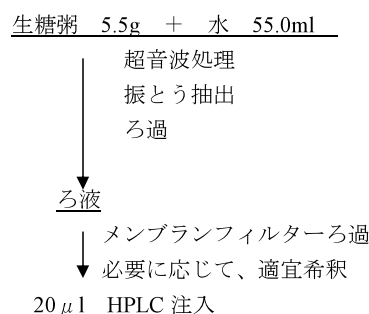 生糖粥 5.5g + 水 55.0ml
超音波処理
振とう抽出
ろ過
ろ液
メンブランフィルターろ過
必要に応じて、適宜希釈
20μl HPLC 注入